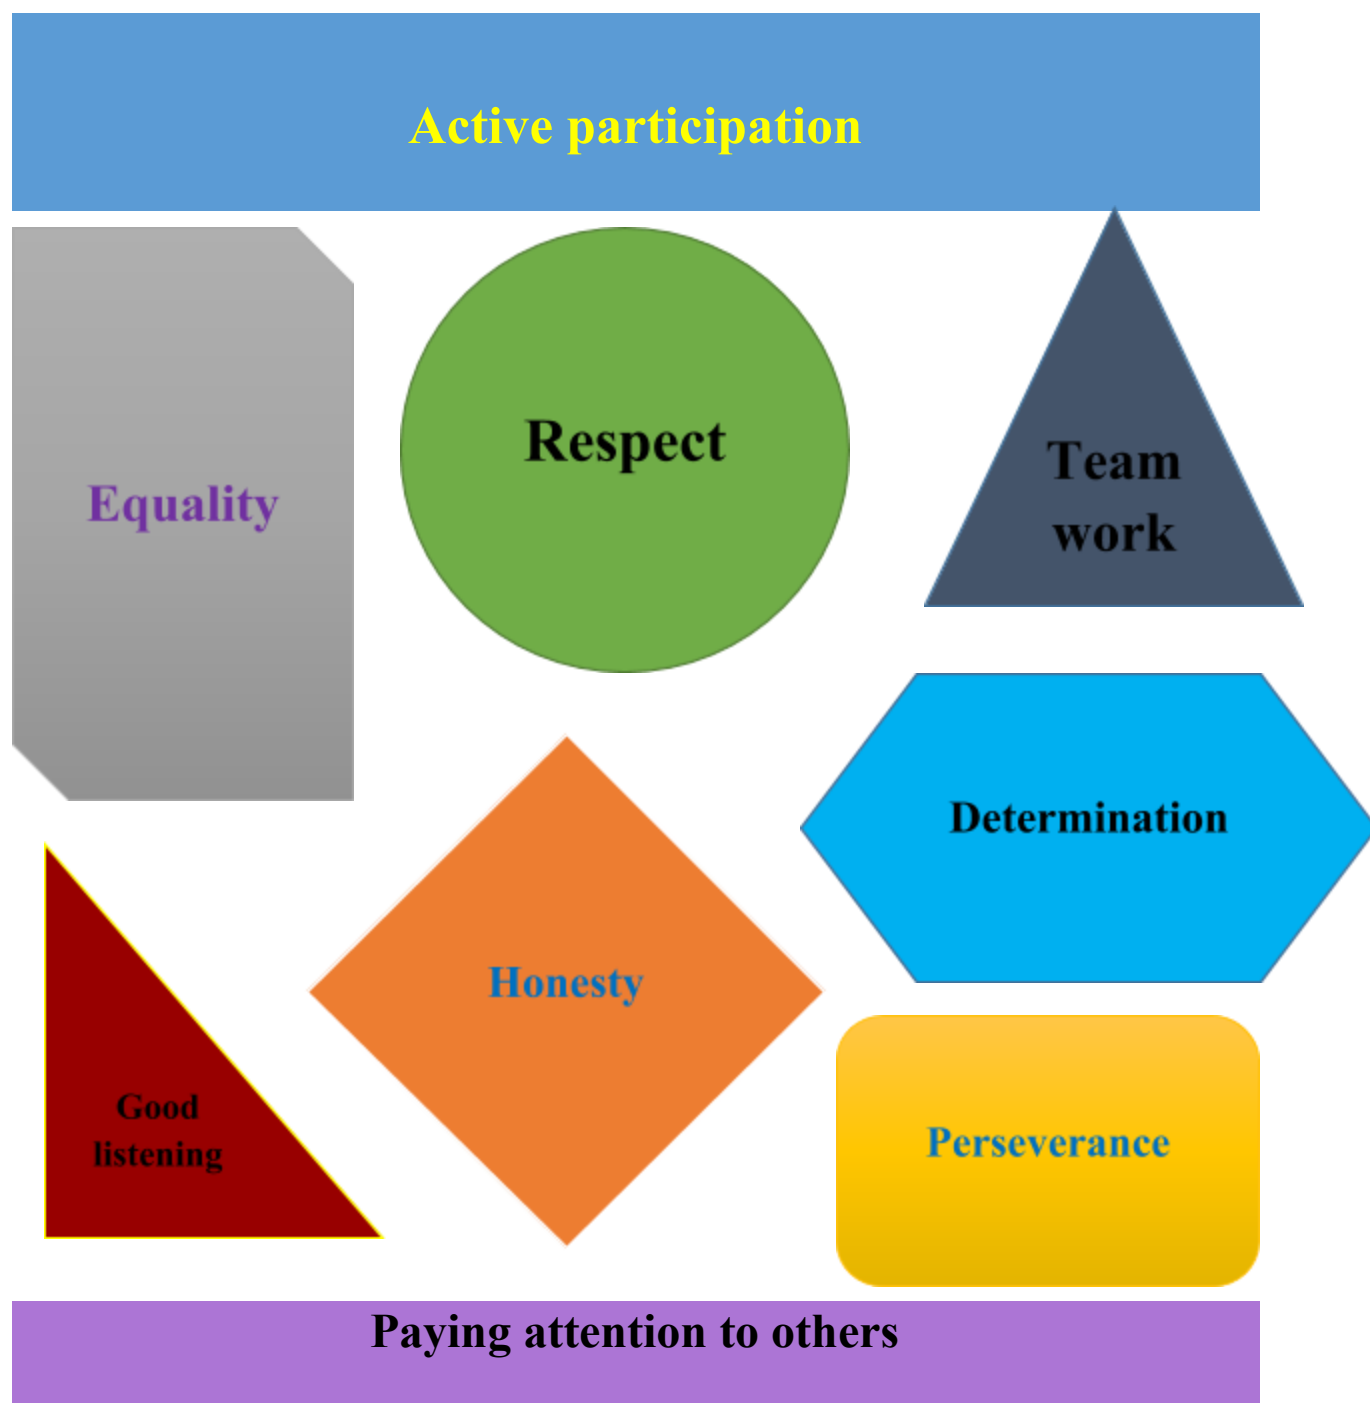 Active participation
Respect
Team
work
Equality
Determination
Honesty
Good
listening
Perseverance
Paying attention to others